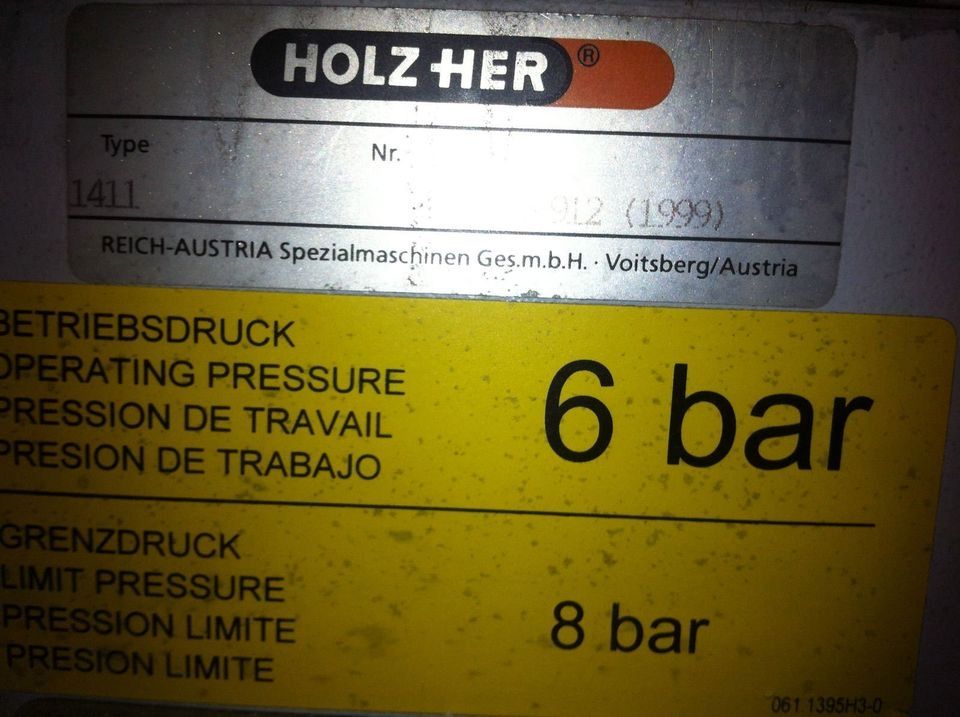 HOLZ-HER®
Type Nr.
1411 912 (1999)
REICH-AUSTRIA Spezialmaschinen Ges.m.b.H. · Voitsberg/Austria
BETRIEBSDRUCK
OPERATING PRESSURE
PRESSION DE TRAVAIL
PRESION DE TRABAJO
6 bar
GRENZDRUCK
LIMIT PRESSURE
PRESSION LIMITE
PRESION LIMITE
8 bar
061.1395H3-0